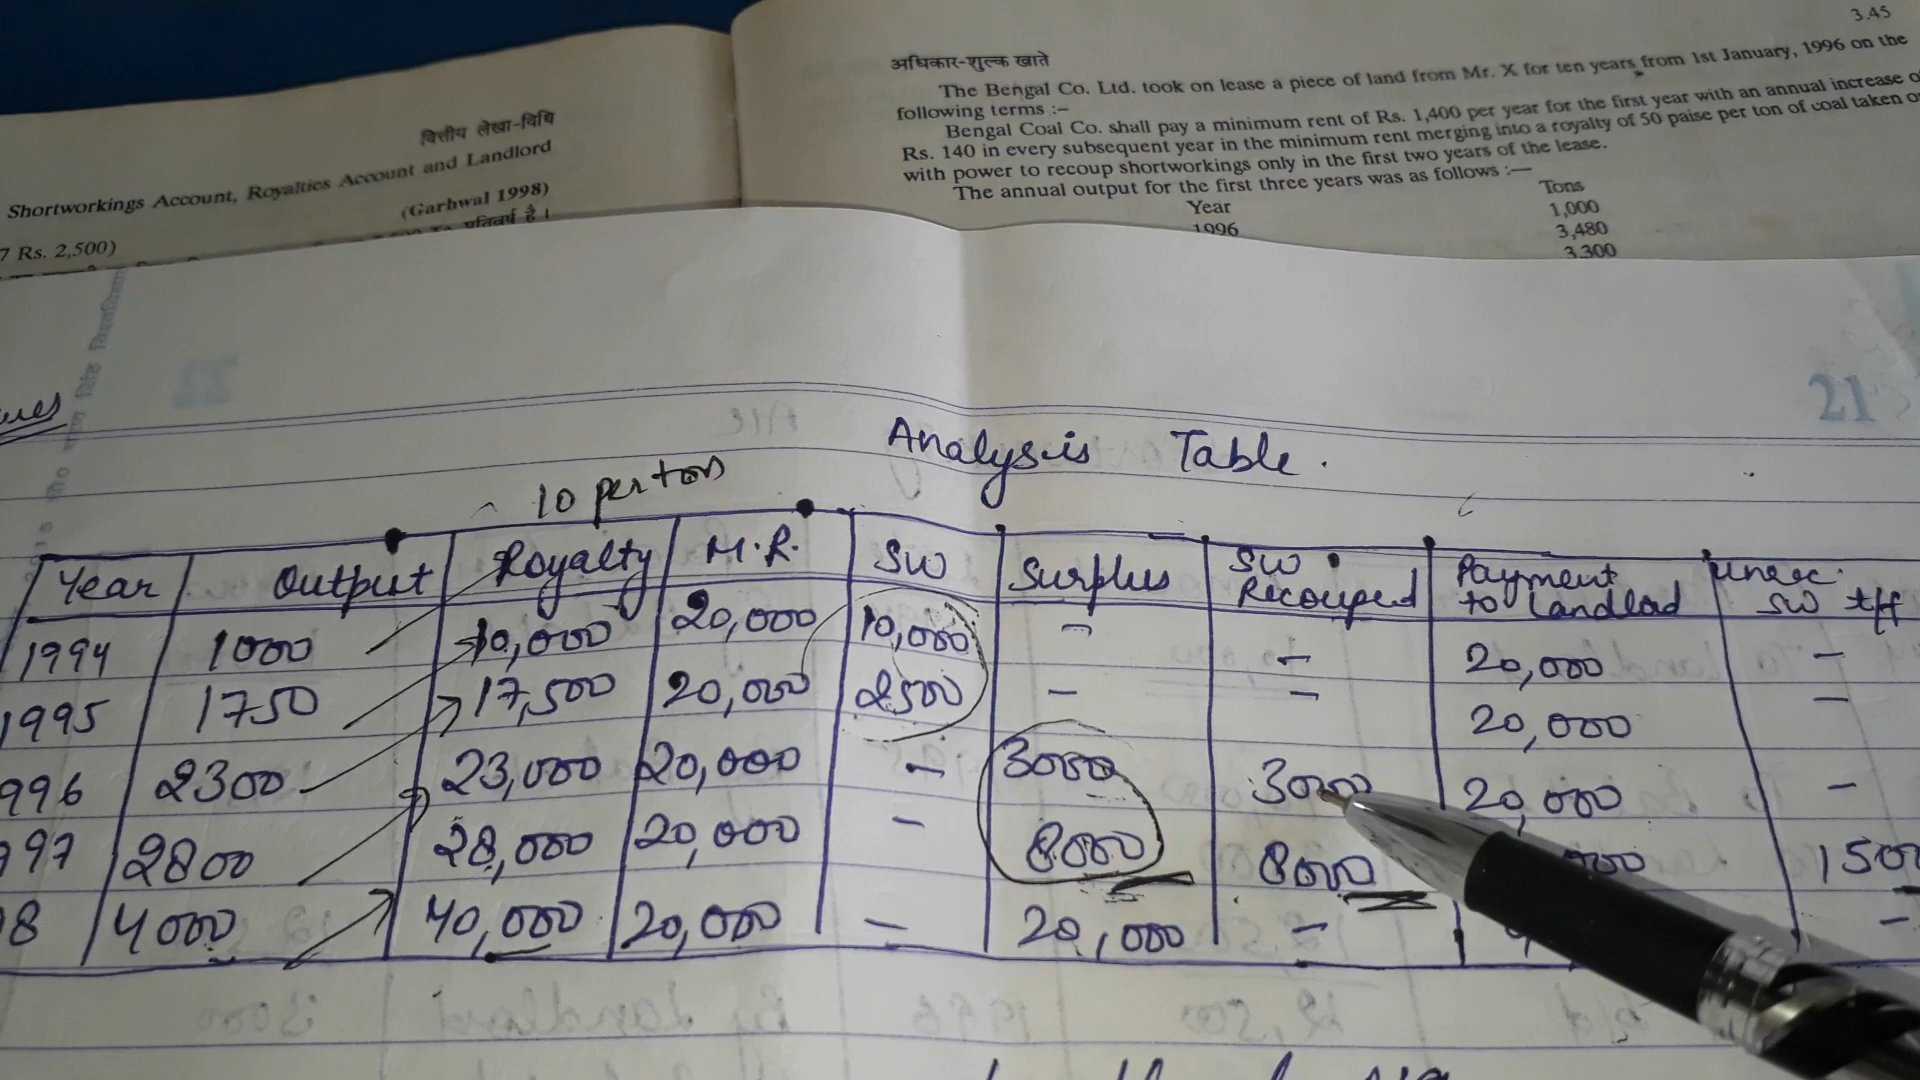 3.45
अधिकार-शुल्क खाते
The Bengal Co. Ltd. took on lease a piece of land from Mr. X for ten years from 1st January, 1996 on the
following terms :–
Bengal Coal Co. shall pay a minimum rent of Rs. 1,400 per year for the first year with an annual increase of
Rs. 140 in every subsequent year in the minimum rent merging into a royalty of 50 paise per ton of coal taken
with power to recoup shortworkings only in the first two years of the lease.
The annual output for the first three years was as follows :—
Year Tons
1996 1,000
3,480
3,300
वित्तीय लेखा-विधि
Shortworkings Account, Royalties Account and Landlord
(Garhwal 1998)
प्रतिवर्ष है।
7 Rs. 2,500)
21
Analysis Table.
10 per ton
Year Output Royalty M.R. SW Surplus SW Recouped Payment to Landlad SW t/f
1994 1000 10,000 20,000 10,000 – – 20,000 –
1995 1750 17,500 20,000 2500 – – 20,000 –
996 2300 23,000 20,000 – 3000 3000 20,000 –
97 2800 28,000 20,000 – 8000 8000 000 1500
8 4000 40,000 20,000 – 20,000 – –